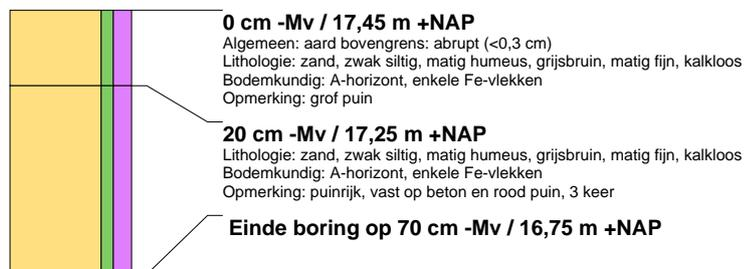 0 cm -Mv / 17,45 m +NAP
Algemeen: aard bovengrens: abrupt (<0,3 cm)
Lithologie: zand, zwak siltig, matig humeus, grijsbruin, matig fijn, kalkloos
Bodemkundig: A-horizont, enkele Fe-vlekken
Opmerking: grof puin
20 cm -Mv / 17,25 m +NAP
Lithologie: zand, zwak siltig, matig humeus, grijsbruin, matig fijn, kalkloos
Bodemkundig: A-horizont, enkele Fe-vlekken
Opmerking: puinrijk, vast op beton en rood puin, 3 keer
Einde boring op 70 cm -Mv / 16,75 m +NAP